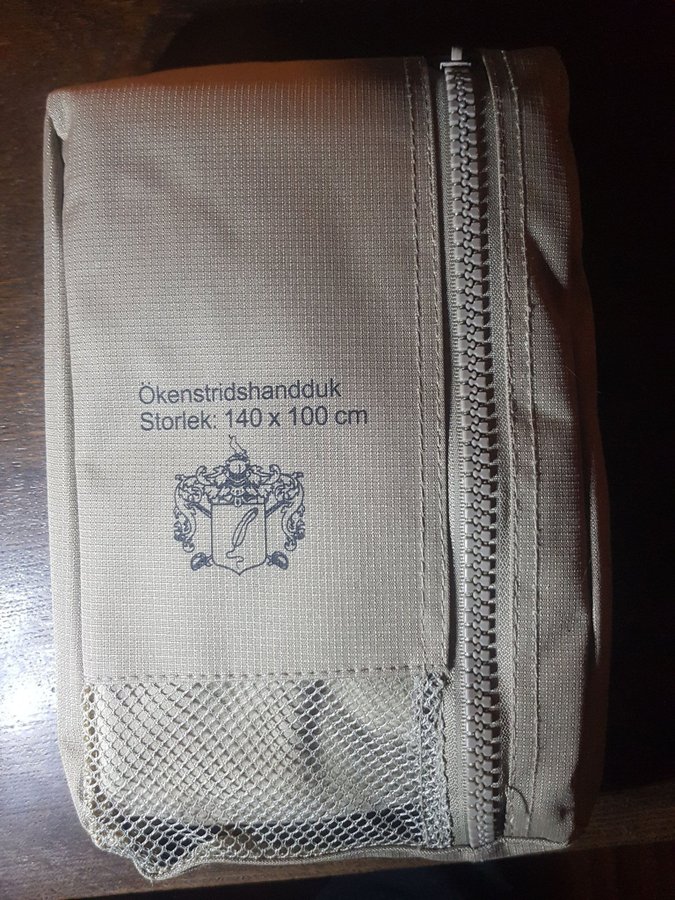 Ökenstridshandduk
Storlek: 140 x 100 cm